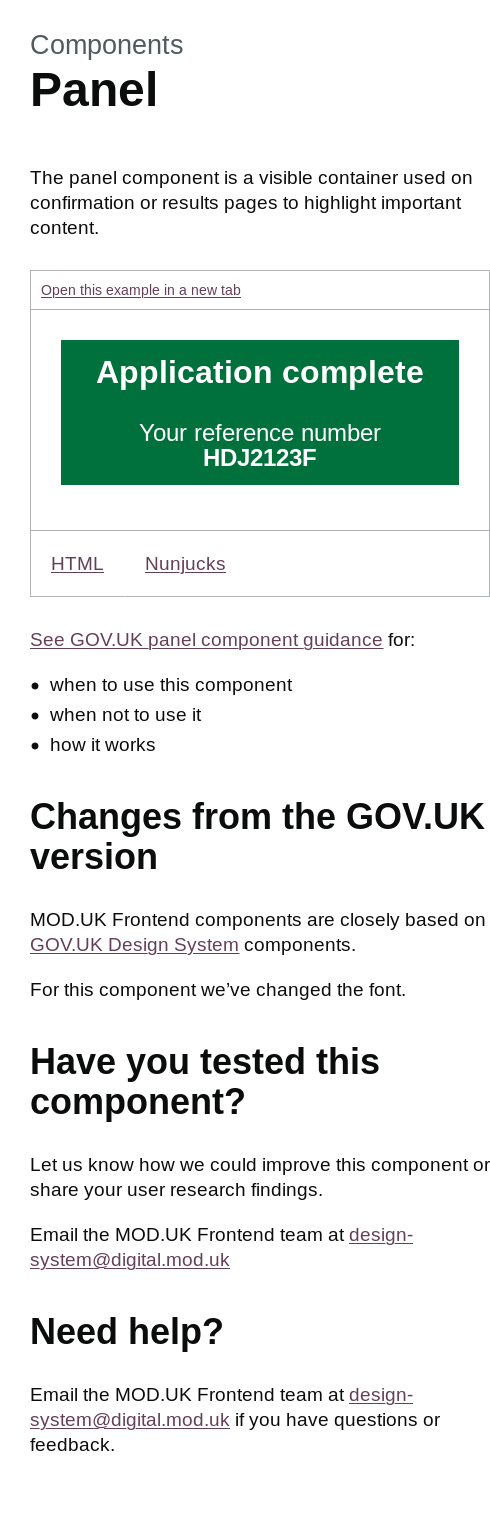 Components
Panel
The panel component is a visible container used on
confirmation or results pages to highlight important
content.
Open this example in a new tab
Application complete
Your reference number
HDJ2123F
HTML Nunjucks
See GOV.UK panel component guidance for:
• when to use this component
• when not to use it
• how it works
Changes from the GOV.UK
version
MOD.UK Frontend components are closely based on
GOV.UK Design System components.
For this component we’ve changed the font.
Have you tested this
component?
Let us know how we could improve this component or
share your user research findings.
Email the MOD.UK Frontend team at design-
system@digital.mod.uk
Need help?
Email the MOD.UK Frontend team at design-
system@digital.mod.uk if you have questions or
feedback.